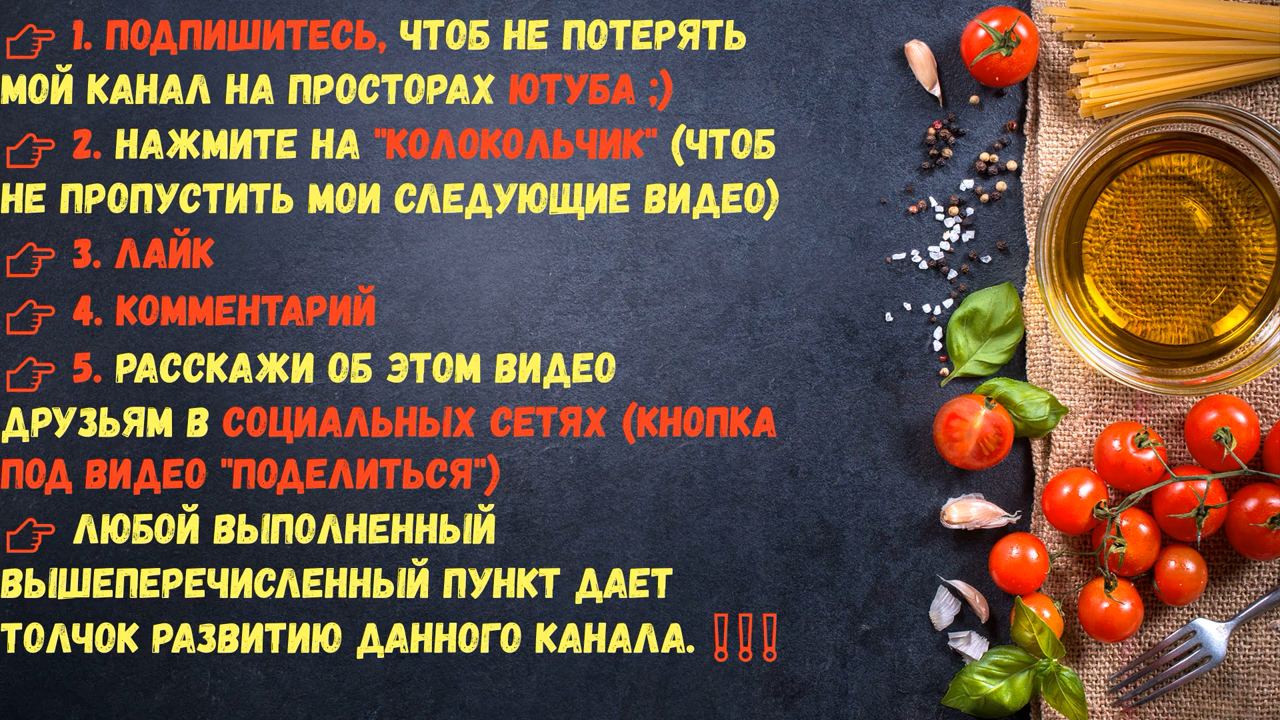 👉 1. ПОДПИШИТЕСЬ, ЧТОБ НЕ ПОТЕРЯТЬ
МОЙ КАНАЛ НА ПРОСТОРАХ ЮТУБА ;)
👉 2. НАЖМИТЕ НА "КОЛОКОЛЬЧИК" (ЧТОБ
НЕ ПРОПУСТИТЬ МОИ СЛЕДУЮЩИЕ ВИДЕО)
👉 3. ЛАЙК
👉 4. КОММЕНТАРИЙ
👉 5. РАССКАЖИ ОБ ЭТОМ ВИДЕО
ДРУЗЬЯМ В СОЦИАЛЬНЫХ СЕТЯХ (КНОПКА
ПОД ВИДЕО "ПОДЕЛИТЬСЯ")
👉 ЛЮБОЙ ВЫПОЛНЕННЫЙ
ВЫШЕПЕРЕЧИСЛЕННЫЙ ПУНКТ ДАЕТ
ТОЛЧОК РАЗВИТИЮ ДАННОГО КАНАЛА. ❗❗❗